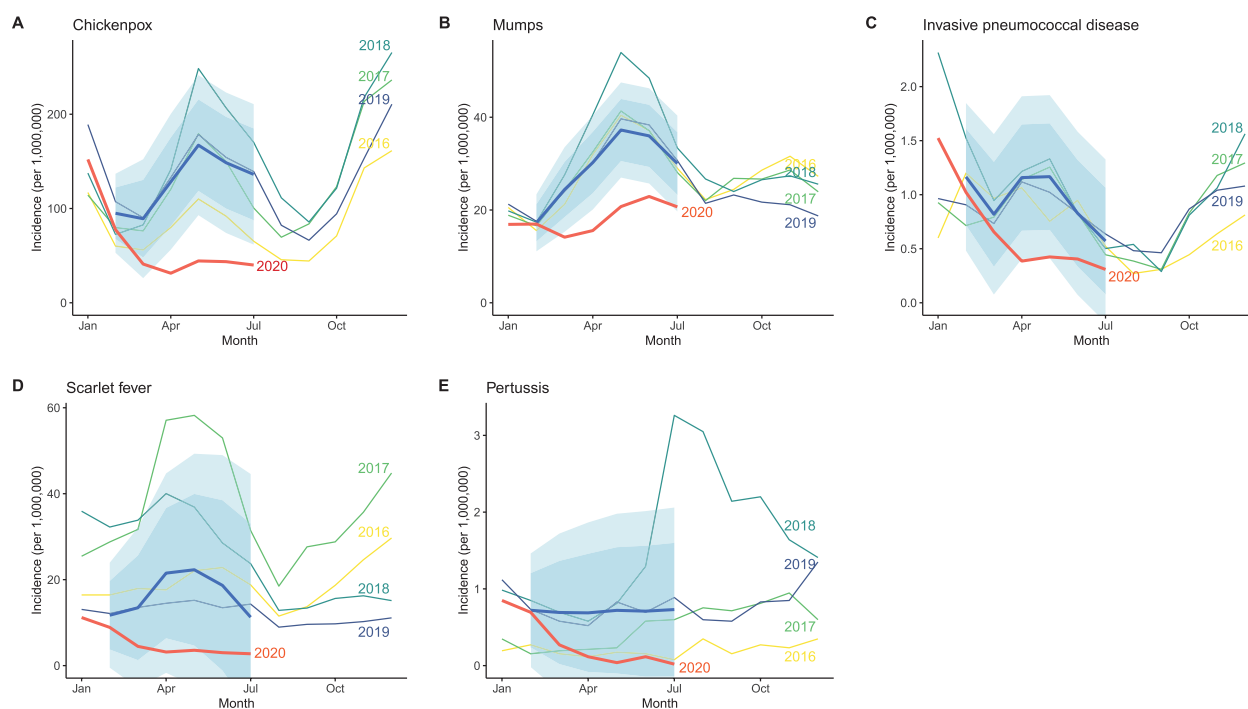 A Chickenpox
Incidence (per 1,000,000)
200
100
0
2018
2017
2019
2016
2020
Jan Apr Jul Oct
Month
B Mumps
Incidence (per 1,000,000)
40
20
0
2016
2018
2017
2020
2019
Jan Apr Jul Oct
Month
C Invasive pneumococcal disease
Incidence (per 1,000,000)
2.0
1.5
1.0
0.5
0.0
2018
2017
2019
2016
2020
Jan Apr Jul Oct
Month
D Scarlet fever
Incidence (per 1,000,000)
60
40
20
0
2017
2016
2018
2019
2020
Jan Apr Jul Oct
Month
E Pertussis
Incidence (per 1,000,000)
3
2
1
0
2018
2019
2017
2016
2020
Jan Apr Jul Oct
Month